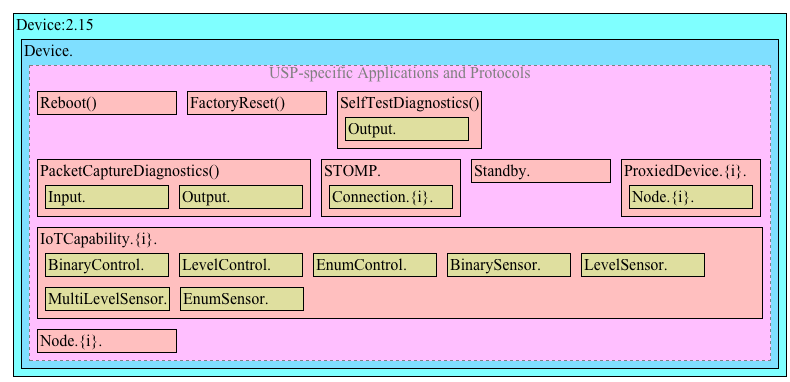 Device:2.15
Device.
USP-specific Applications and Protocols
Reboot() FactoryReset() SelfTestDiagnostics()
Output.
PacketCaptureDiagnostics() STOMP. Standby. ProxiedDevice.{i}.
Input. Output. Connection.{i}. Node.{i}.
IoTCapability.{i}.
BinaryControl. LevelControl. EnumControl. BinarySensor. LevelSensor.
MultiLevelSensor. EnumSensor.
Node.{i}.